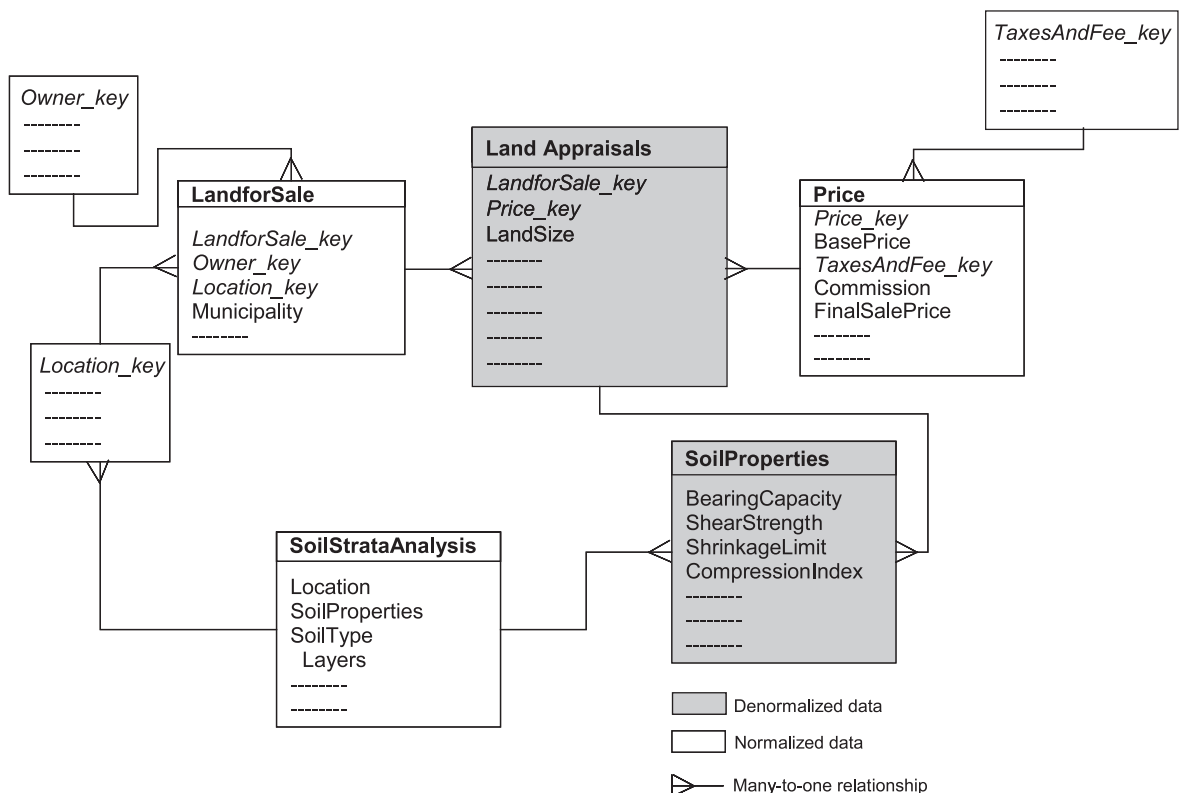 TaxesAndFee_key
--------
--------
--------
Owner_key
--------
--------
--------
Land Appraisals
LandforSale_key
Price_key
LandSize
--------
--------
--------
--------
--------
LandforSale
LandforSale_key
Owner_key
Location_key
Municipality
--------
Price
Price_key
BasePrice
TaxesAndFee_key
Commission
FinalSalePrice
--------
--------
Location_key
--------
--------
--------
SoilProperties
BearingCapacity
ShearStrength
ShrinkageLimit
CompressionIndex
--------
--------
--------
SoilStrataAnalysis
Location
SoilProperties
SoilType
Layers
--------
--------
Denormalized data
Normalized data
Many-to-one relationship